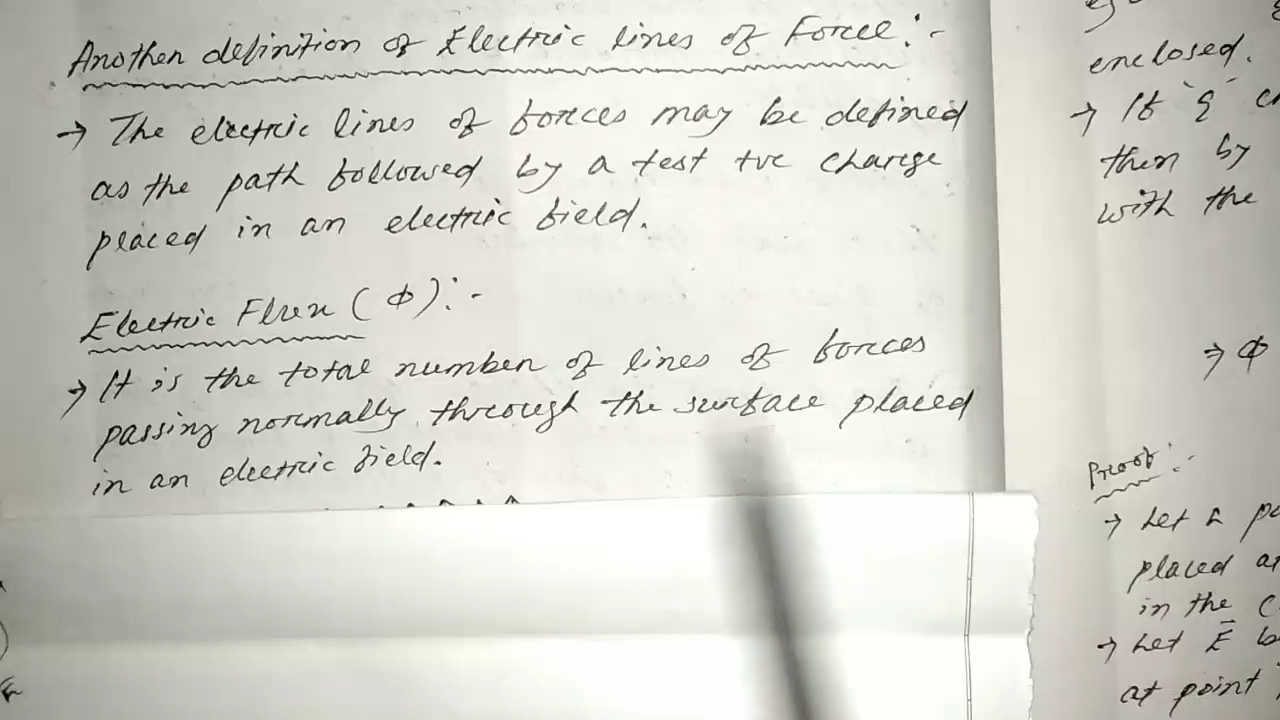 Another definition of Electric lines of Force:-
→ The electric lines of forces may be defined
as the path followed by a test +ve charge
placed in an electric field.
Electric Flux (Φ):-
→ It is the total number of lines of forces
passing normally through the surface placed
in an electric field.
enclosed.
→ If 'q'
then by
with the
⇒ Φ
Proof:-
→ Let a
placed
in the
→ Let E⃗
at point